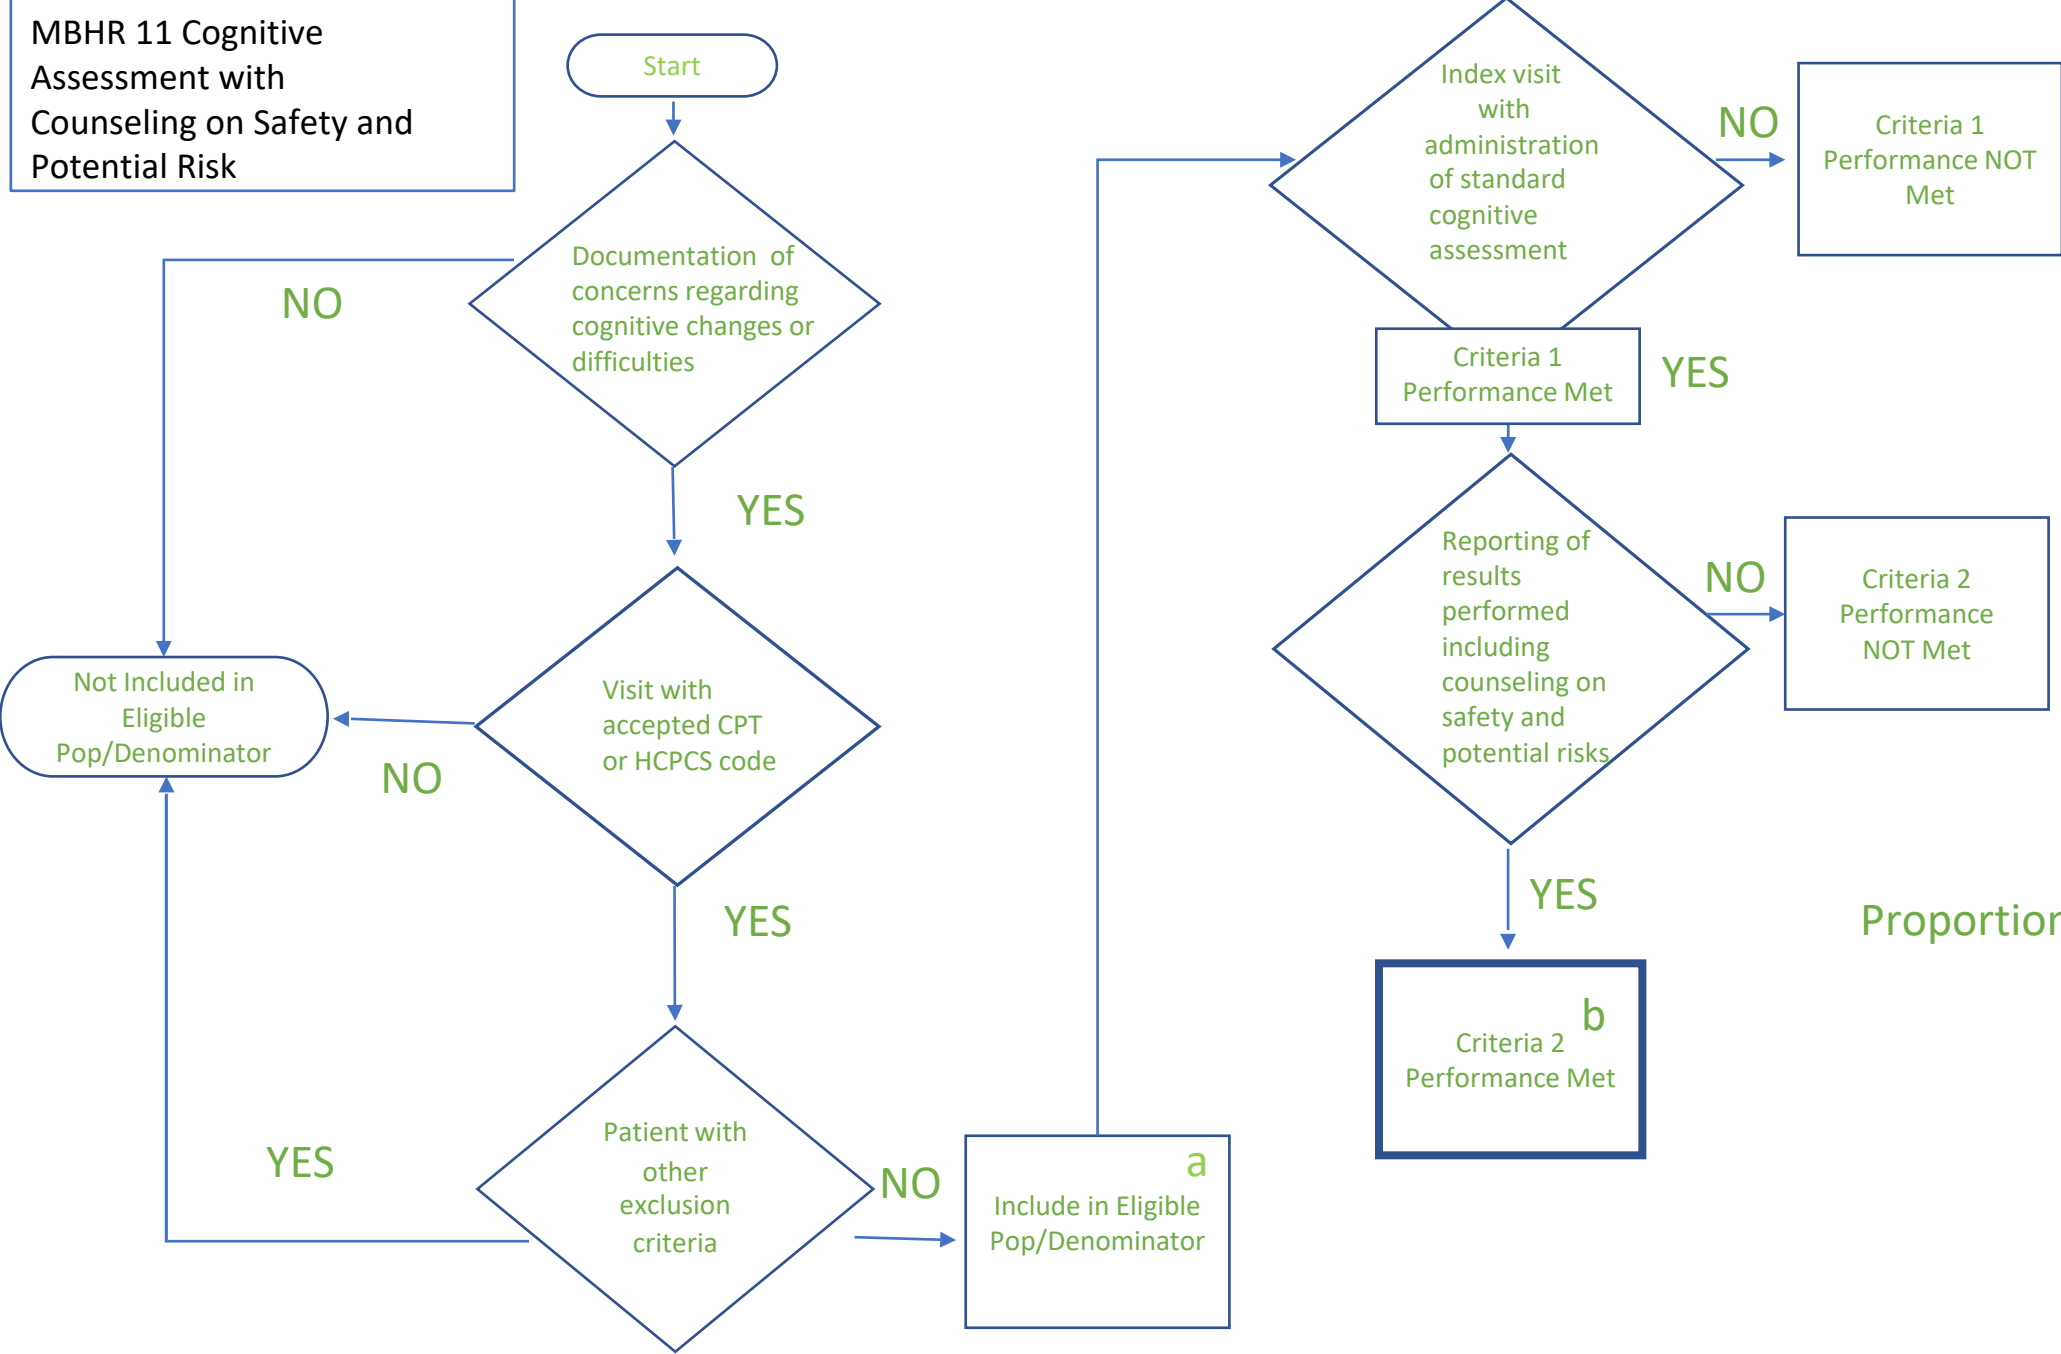 MBHR 11 Cognitive
Assessment with
Counseling on Safety and
Potential Risk
Start
Documentation of
concerns regarding
cognitive changes or
difficulties
NO
YES
Visit with
accepted CPT
or HCPCS code
NO
Not Included in
Eligible
Pop/Denominator
YES
Patient with
other
exclusion
criteria
YES
NO
a
Include in Eligible
Pop/Denominator
Index visit
with
administration
of standard
cognitive
assessment
NO
Criteria 1
Performance NOT
Met
Criteria 1
Performance Met
YES
Reporting of
results
performed
including
counseling on
safety and
potential risks
NO
Criteria 2
Performance
NOT Met
YES
Proportion
b
Criteria 2
Performance Met